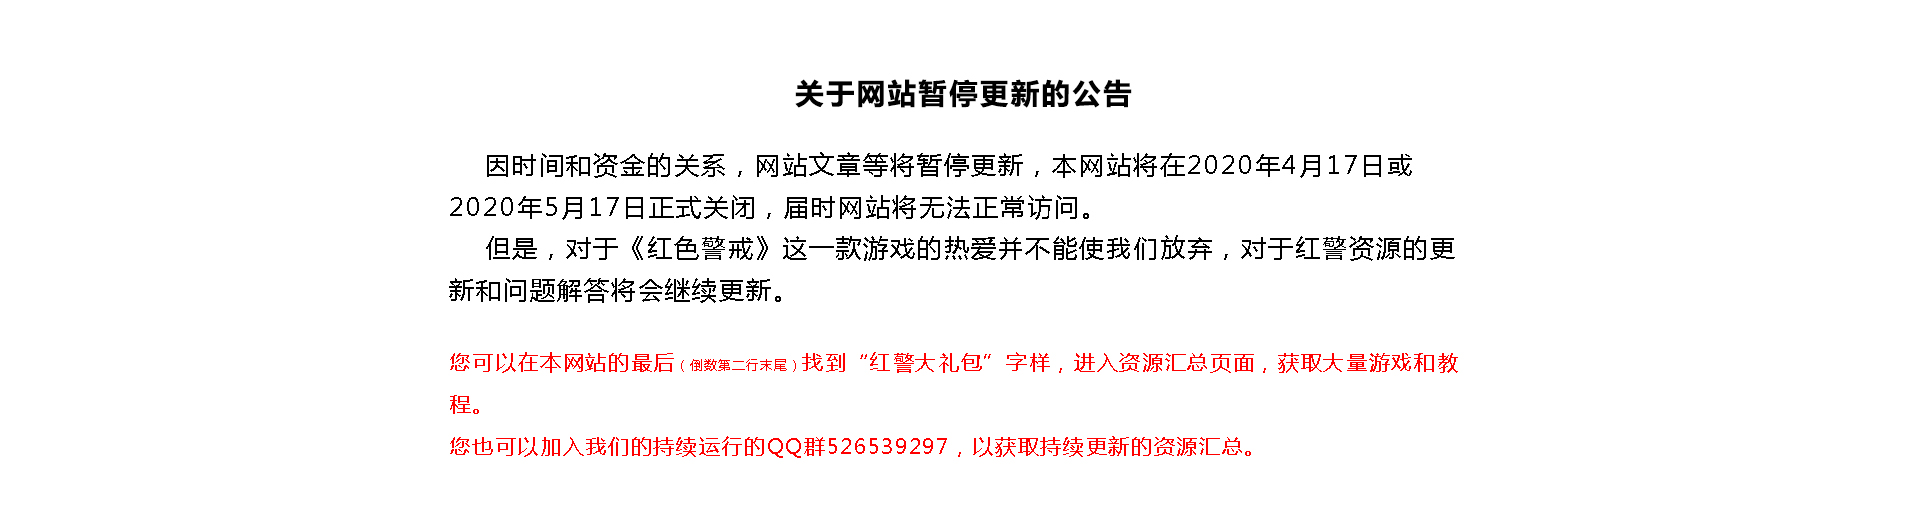 关于网站暂停更新的公告
因时间和资金的关系，网站文章等将暂停更新，本网站将在2020年4月17日或
2020年5月17日正式关闭，届时网站将无法正常访问。
但是，对于《红色警戒》这一款游戏的热爱并不能使我们放弃，对于红警资源的更
新和问题解答将会继续更新。
您可以在本网站的最后（倒数第二行末尾）找到“红警大礼包”字样，进入资源汇总页面，获取大量游戏和教
程。
您也可以加入我们的持续运行的QQ群526539297，以获取持续更新的资源汇总。